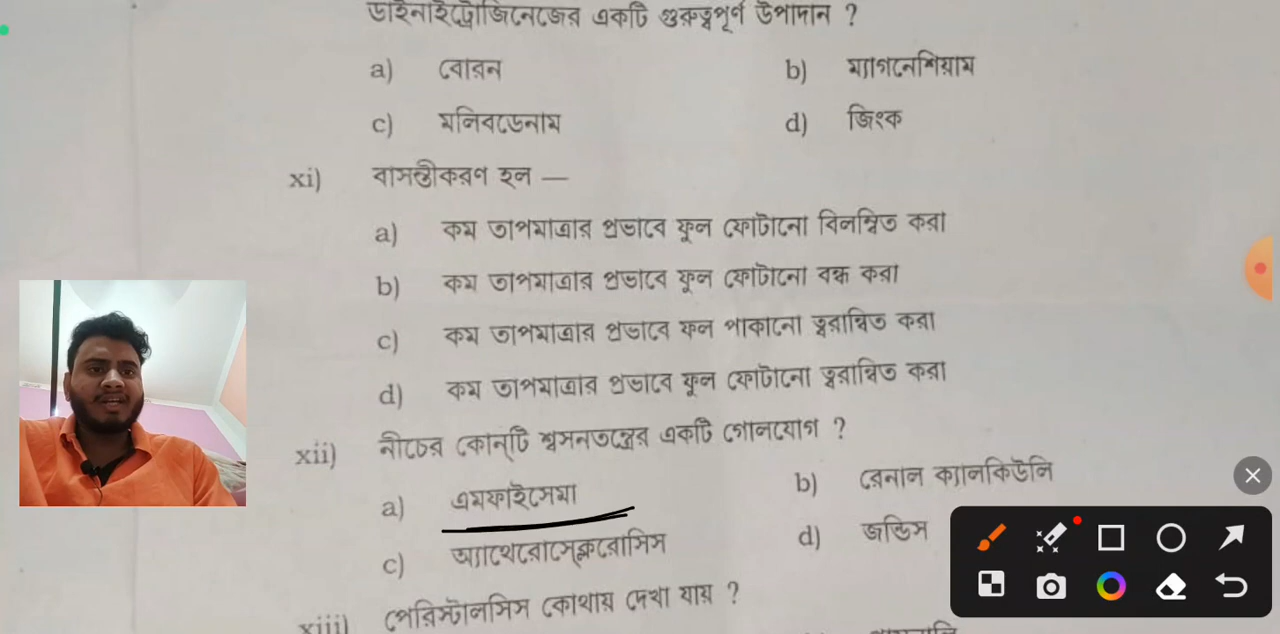 ডাইনাইট্রোজিনেজের একটি গুরুত্বপূর্ণ উপাদান ?
a) বোরন b) ম্যাগনেশিয়াম
c) মলিবডেনাম d) জিংক
xi) বাসন্তীকরণ হল —
a) কম তাপমাত্রার প্রভাবে ফুল ফোটানো বিলম্বিত করা
b) কম তাপমাত্রার প্রভাবে ফুল ফোটানো বন্ধ করা
c) কম তাপমাত্রার প্রভাবে ফল পাকানো ত্বরান্বিত করা
d) কম তাপমাত্রার প্রভাবে ফুল ফোটানো ত্বরান্বিত করা
xii) নীচের কোন্‌টি শ্বসনতন্ত্রের একটি গোলযোগ ?
a) এমফাইসেমা b) রেনাল ক্যালকিউলি
c) অ্যাথেরোস্ক্লেরোসিস d) জন্ডিস
xiii) পেরিস্টালসিস কোথায় দেখা যায় ?